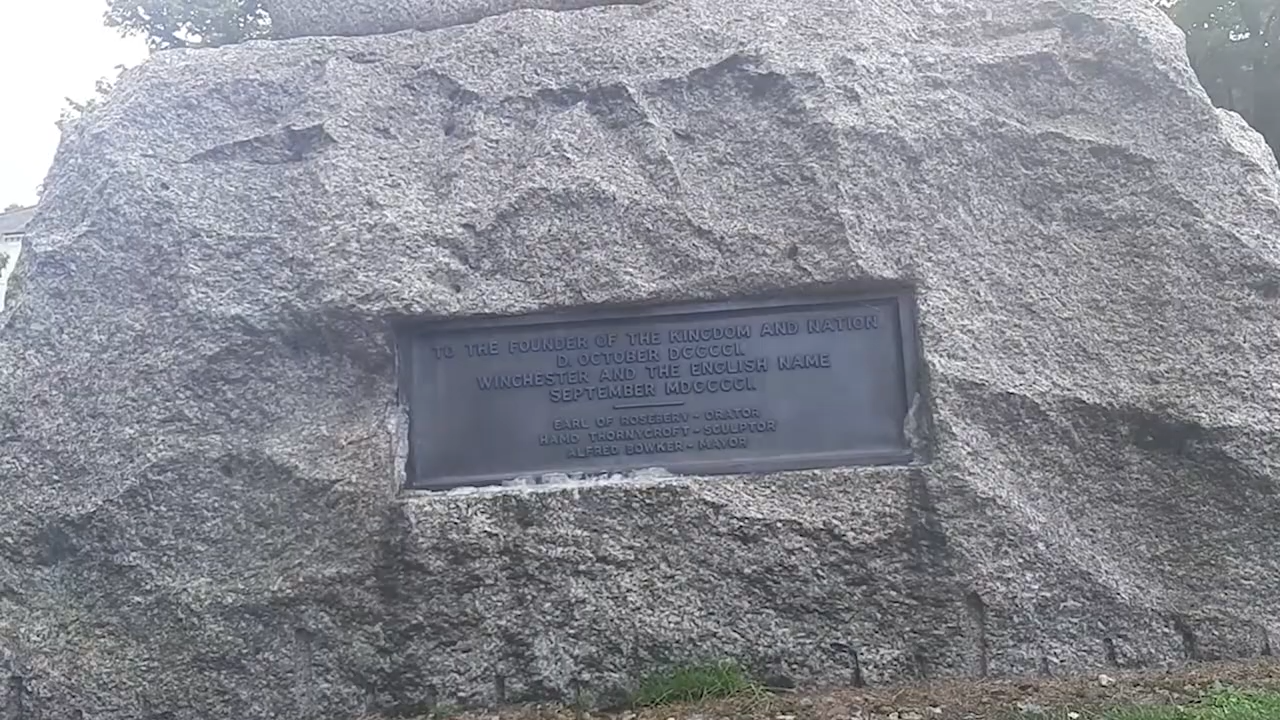 TO THE FOUNDER OF THE KINGDOM AND NATION
D. OCTOBER DCCCCI.
WINCHESTER AND THE ENGLISH NAME
SEPTEMBER MDCCCCI.
EARL OF ROSEBERY ~ ORATOR
HAMO THORNYCROFT ~ SCULPTOR
ALFRED BOWKER ~ MAYOR